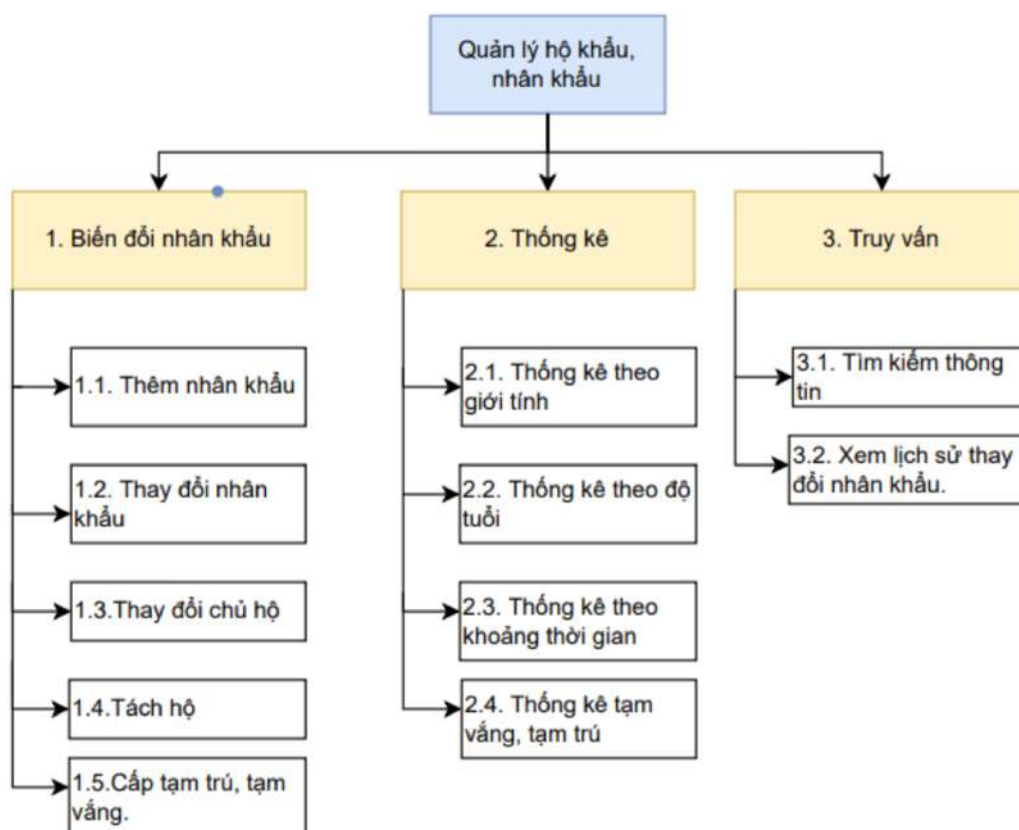 Quản lý hộ khẩu,
nhân khẩu
1. Biến đổi nhân khẩu
2. Thống kê
3. Truy vấn
1.1. Thêm nhân khẩu
1.2. Thay đổi nhân
khẩu
1.3.Thay đổi chủ hộ
1.4.Tách hộ
1.5.Cấp tạm trú, tạm
vắng.
2.1. Thống kê theo
giới tính
2.2. Thống kê theo độ
tuổi
2.3. Thống kê theo
khoảng thời gian
2.4. Thống kê tạm
vắng, tạm trú
3.1. Tìm kiếm thông
tin
3.2. Xem lịch sử thay
đổi nhân khẩu.